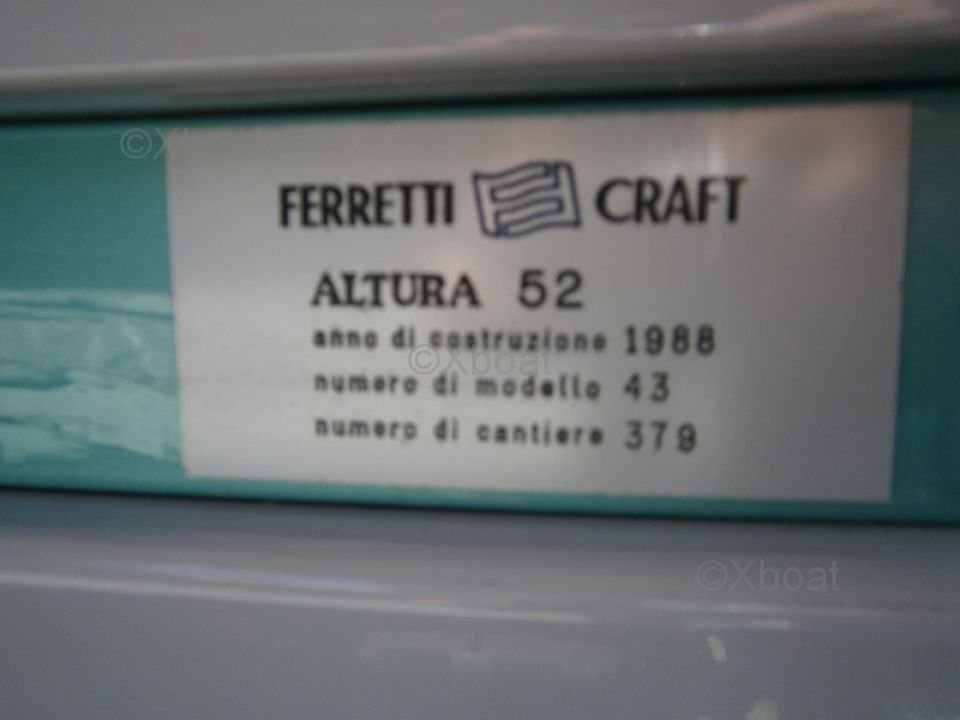 ©X
FERRETTI CRAFT
ALTURA 52
anno di costruzione 1988
©Xboat
numero di modello 43
numero di cantiere 379
©Xboat